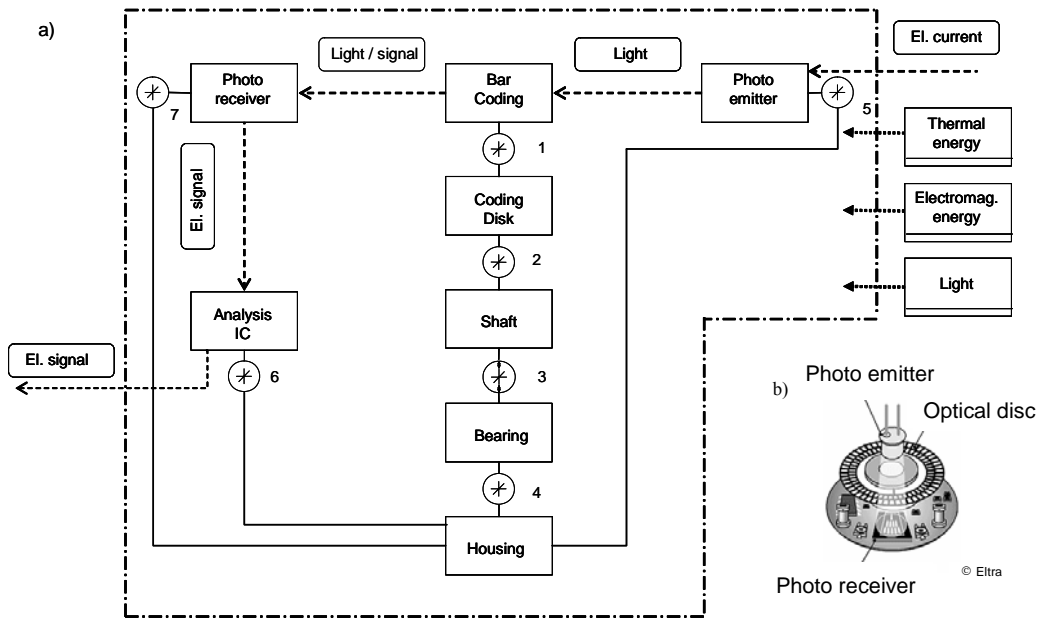 a)
El. current
Light / signal
Light
Photo
receiver
Bar
Coding
Photo
emitter
7
5
1
Thermal
energy
El. signal
Coding
Disk
Electromag.
energy
2
Light
Analysis
IC
Shaft
El. signal
6
3
Photo emitter
b)
Optical disc
Bearing
4
Housing
Photo receiver
© Eltra